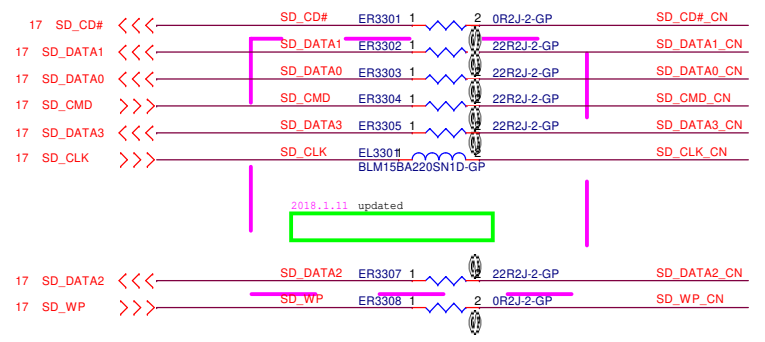 17 SD_CD# SD_CD# ER3301 1 2 0R2J-2-GP SD_CD#_CN
17 SD_DATA1 SD_DATA1 ER3302 1 22R2J-2-GP SD_DATA1_CN
17 SD_DATA0 SD_DATA0 ER3303 1 22R2J-2-GP SD_DATA0_CN
17 SD_CMD SD_CMD ER3304 1 22R2J-2-GP SD_CMD_CN
17 SD_DATA3 SD_DATA3 ER3305 1 22R2J-2-GP SD_DATA3_CN
17 SD_CLK SD_CLK EL3301 1 2 SD_CLK_CN
BLM15BA220SN1D-GP
2018.1.11 updated
17 SD_DATA2 SD_DATA2 ER3307 1 22R2J-2-GP SD_DATA2_CN
17 SD_WP SD_WP ER3308 1 2 0R2J-2-GP SD_WP_CN